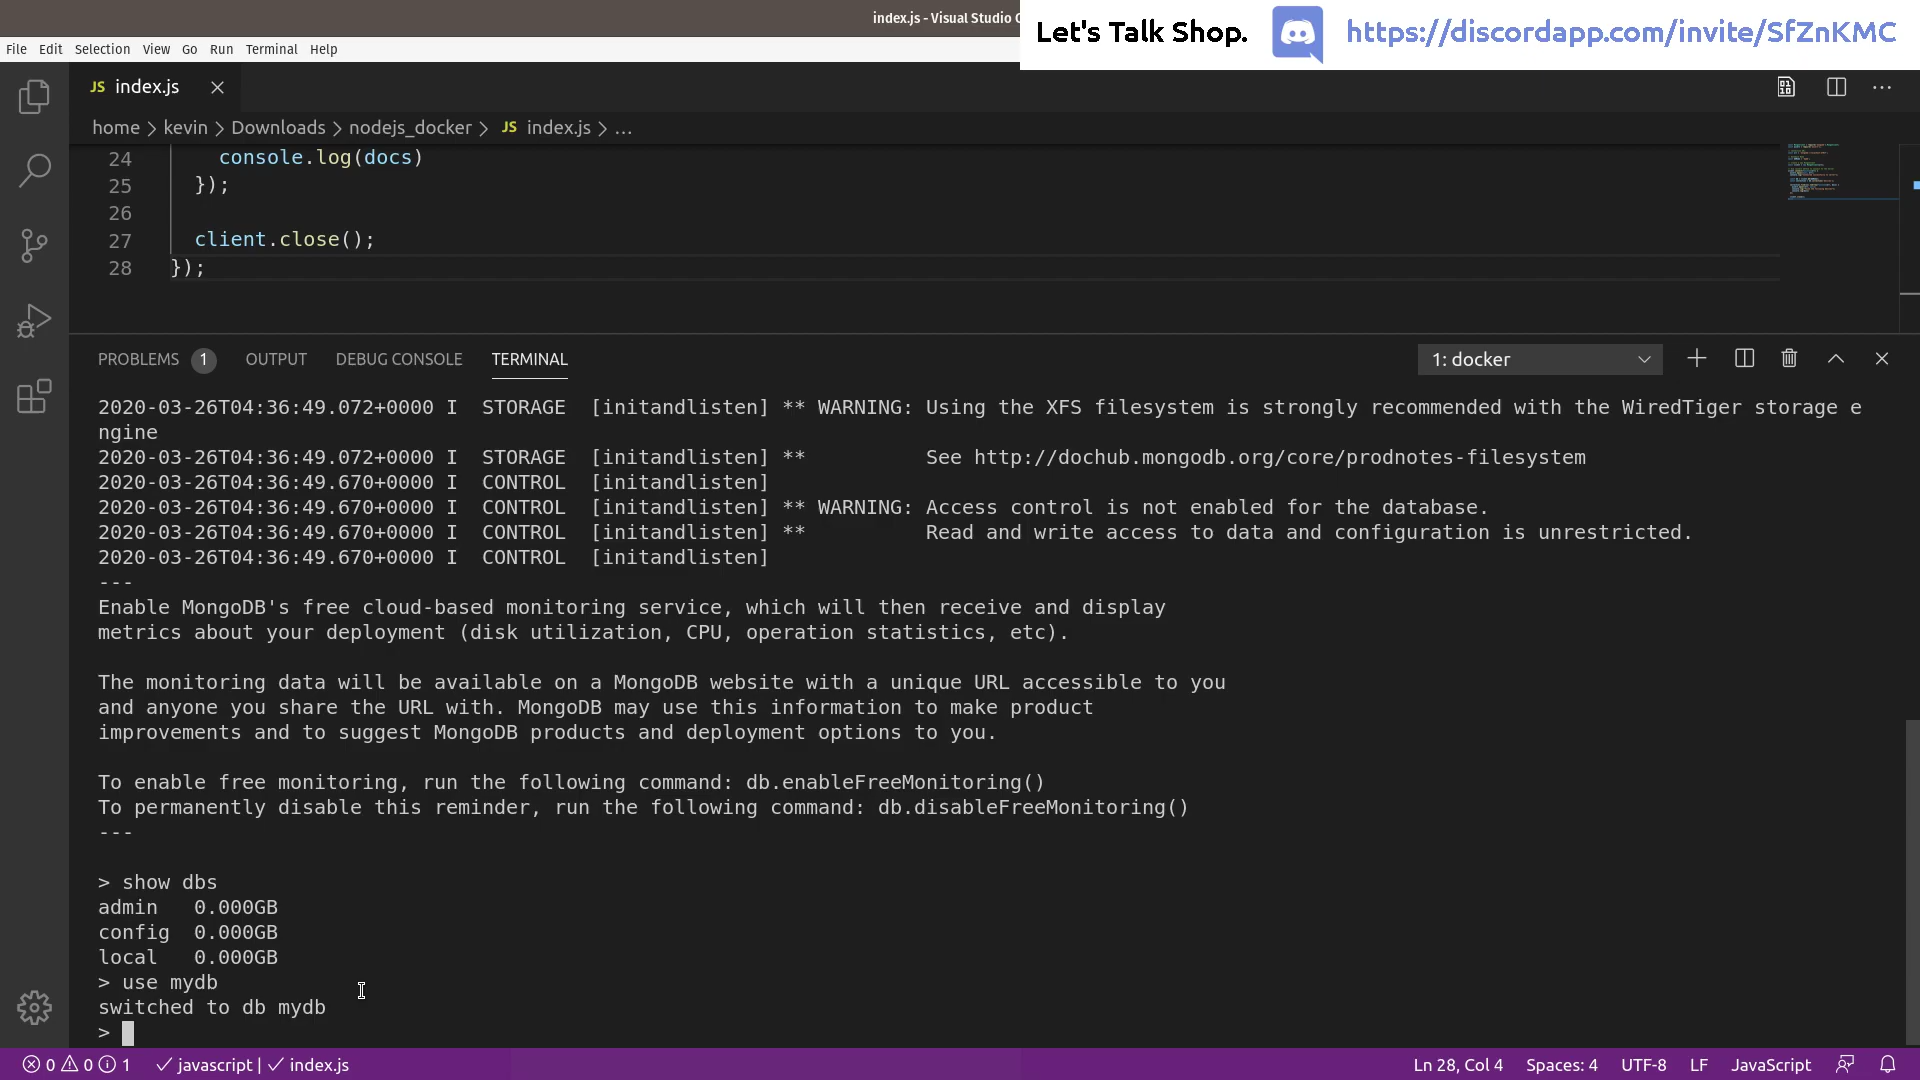 index.js - Visual Studio
Let's Talk Shop. https://discordapp.com/invite/SfZnKMC
File Edit Selection View Go Run Terminal Help
JS index.js
home > kevin > Downloads > nodejs_docker > JS index.js > ...
24 console.log(docs)
25 });
26
27 client.close();
28 });
PROBLEMS 1 OUTPUT DEBUG CONSOLE TERMINAL 1: docker
2020-03-26T04:36:49.072+0000 I STORAGE [initandlisten] ** WARNING: Using the XFS filesystem is strongly recommended with the WiredTiger storage e
ngine
2020-03-26T04:36:49.072+0000 I STORAGE [initandlisten] ** See http://dochub.mongodb.org/core/prodnotes-filesystem
2020-03-26T04:36:49.670+0000 I CONTROL [initandlisten]
2020-03-26T04:36:49.670+0000 I CONTROL [initandlisten] ** WARNING: Access control is not enabled for the database.
2020-03-26T04:36:49.670+0000 I CONTROL [initandlisten] ** Read and write access to data and configuration is unrestricted.
2020-03-26T04:36:49.670+0000 I CONTROL [initandlisten]
---
Enable MongoDB's free cloud-based monitoring service, which will then receive and display
metrics about your deployment (disk utilization, CPU, operation statistics, etc).
The monitoring data will be available on a MongoDB website with a unique URL accessible to you
and anyone you share the URL with. MongoDB may use this information to make product
improvements and to suggest MongoDB products and deployment options to you.
To enable free monitoring, run the following command: db.enableFreeMonitoring()
To permanently disable this reminder, run the following command: db.disableFreeMonitoring()
---
> show dbs
admin 0.000GB
config 0.000GB
local 0.000GB
> use mydb
switched to db mydb
>
0 0 1 javascript | index.js Ln 28, Col 4 Spaces: 4 UTF-8 LF JavaScript